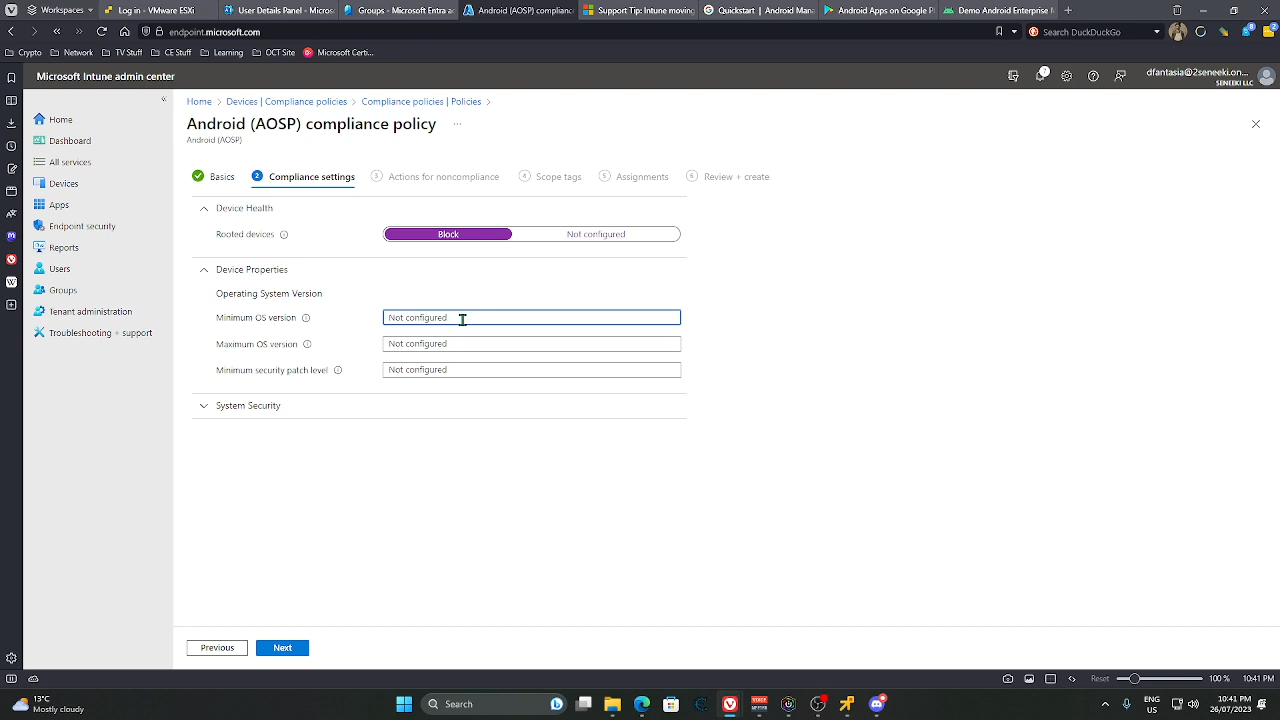 Workspaces
Log in - VMware ESXi
User Details Panel - Micros
Groups - Microsoft Entra a
Android (AOSP) complianc
Support Tip: Intune moving
Quickstart | Android Ma
Android Apps on Google P
Demo Android Enterprise f
endpoint.microsoft.com
Search DuckDuckGo
8
8
Crypto
Network
TV Stuff
CE Stuff
Learning
OCT Site
Microsoft Certi...
Microsoft Intune admin center
7
dfantasia@2seneeki.on...
SENEEKI LLC
Home
Dashboard
All services
Devices
Apps
Endpoint security
Reports
Users
Groups
Tenant administration
Troubleshooting + support
Home > Devices | Compliance policies > Compliance policies | Policies >
Android (AOSP) compliance policy ...
Android (AOSP)
Basics
2 Compliance settings
3 Actions for noncompliance
4 Scope tags
5 Assignments
6 Review + create
Device Health
Rooted devices
Block
Not configured
Device Properties
Operating System Version
Minimum OS version
Not configured
Maximum OS version
Not configured
Minimum security patch level
Not configured
System Security
Previous
Next
Reset
100 %
10:41 PM
13°C
Mostly cloudy
Search
ENG
US
10:41 PM
26/07/2023